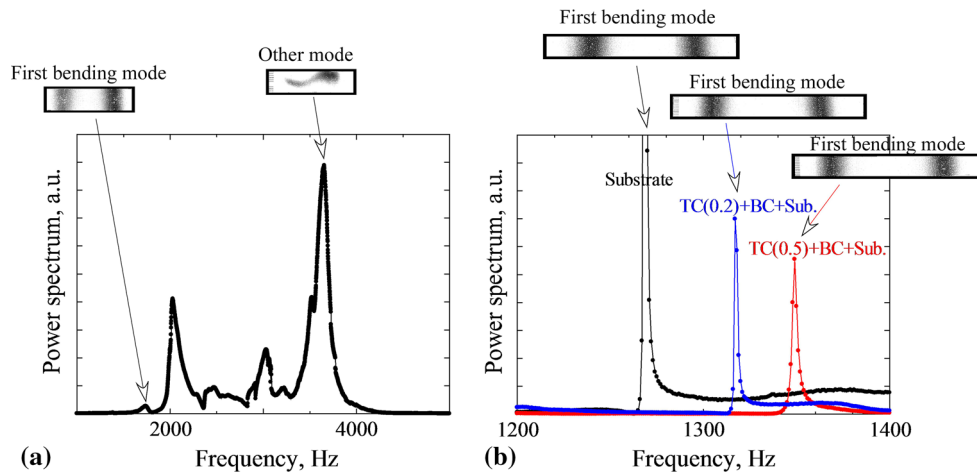 First bending mode
Other mode
Power spectrum, a.u.
2000
4000
Frequency, Hz
(a)
First bending mode
First bending mode
First bending mode
Substrate
TC(0.2)+BC+Sub.
TC(0.5)+BC+Sub.
Power spectrum, a.u.
1200
1300
1400
Frequency, Hz
(b)